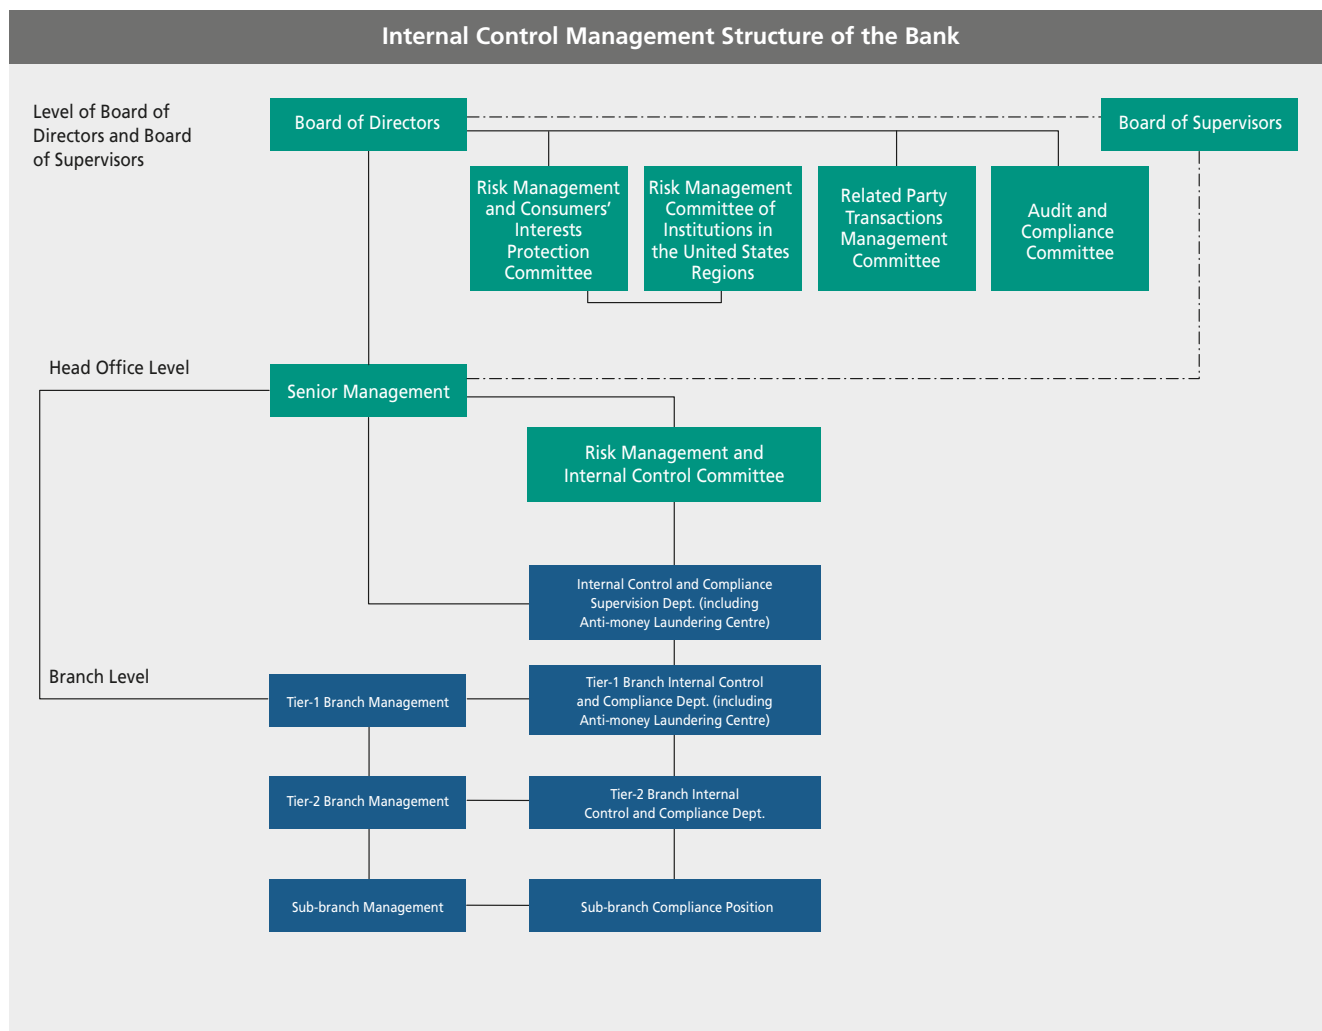 Internal Control Management Structure of the Bank
Level of Board of
Directors and Board
of Supervisors
Board of Directors
Board of Supervisors
Risk Management
and Consumers’
Interests
Protection
Committee
Risk Management
Committee of
Institutions in
the United States
Regions
Related Party
Transactions
Management
Committee
Audit and
Compliance
Committee
Head Office Level
Senior Management
Risk Management and
Internal Control Committee
Internal Control and Compliance
Supervision Dept. (including
Anti-money Laundering Centre)
Branch Level
Tier-1 Branch Management
Tier-1 Branch Internal Control
and Compliance Dept. (including
Anti-money Laundering Centre)
Tier-2 Branch Management
Tier-2 Branch Internal
Control and Compliance Dept.
Sub-branch Management
Sub-branch Compliance Position